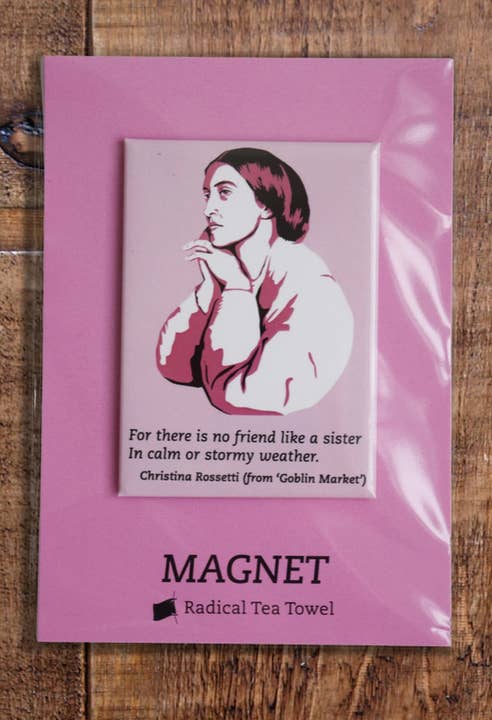 For there is no friend like a sister
In calm or stormy weather.
Christina Rossetti (from ‘Goblin Market’)
MAGNET
Radical Tea Towel